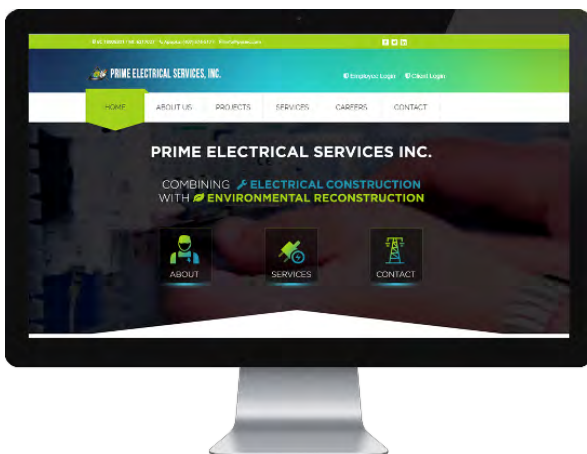 PRIME ELECTRICAL SERVICES, INC.
Employee Login Client Login
HOME ABOUT US PROJECTS SERVICES CAREERS CONTACT
PRIME ELECTRICAL SERVICES INC.
COMBINING ELECTRICAL CONSTRUCTION
WITH ENVIRONMENTAL RECONSTRUCTION
ABOUT SERVICES CONTACT